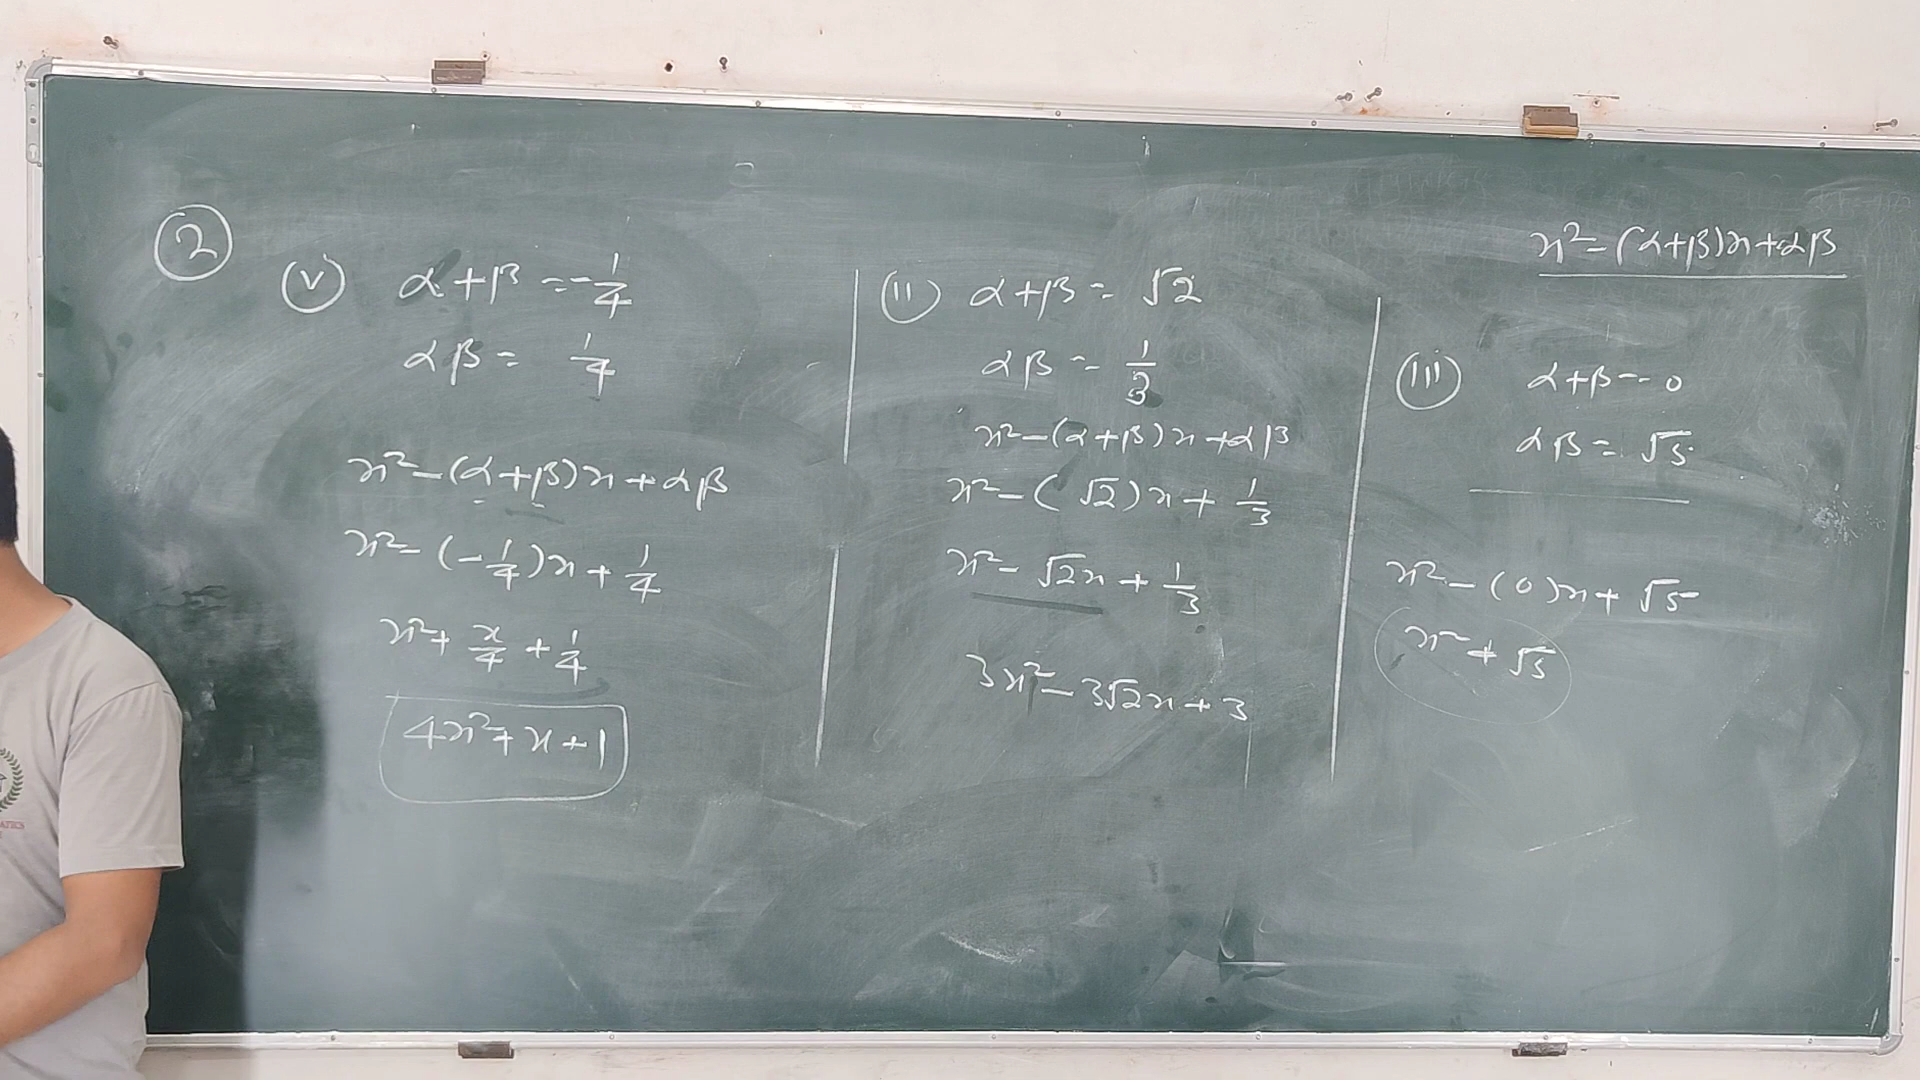 ②
ⓥ α+β = -1/4
αβ = 1/4
x²-(α+β)x+αβ
x²-(-1/4)x+1/4
x²+x/4+1/4
4x²+x+1
(ii) α+β = √2
αβ = 1/3
x²-(α+β)x+αβ
x²-(√2)x+1/3
x²-√2x+1/3
3x²-3√2x+3
x²-(α+β)x+αβ
(iii) α+β = 0
αβ = √5
x²-(0)x+√5
x²+√5